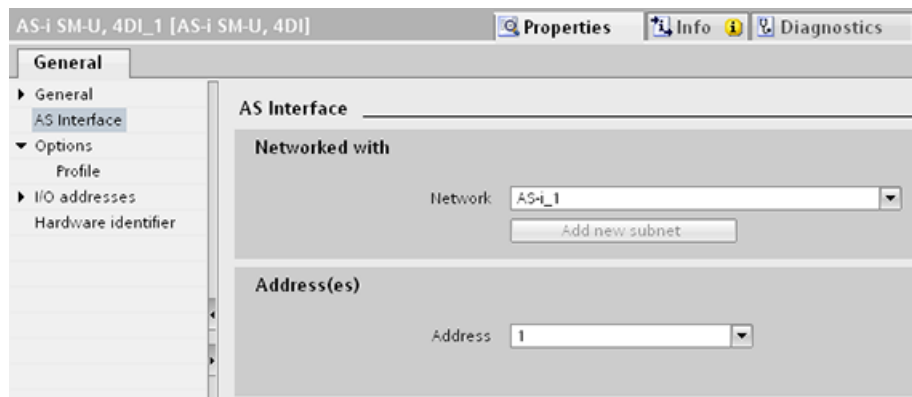 AS-i SM-U, 4DI_1 [AS-i SM-U, 4DI]
Properties
Info
Diagnostics
General
General
AS Interface
Options
Profile
I/O addresses
Hardware identifier
AS Interface
Networked with
Network
AS-i_1
Add new subnet
Address(es)
Address
1